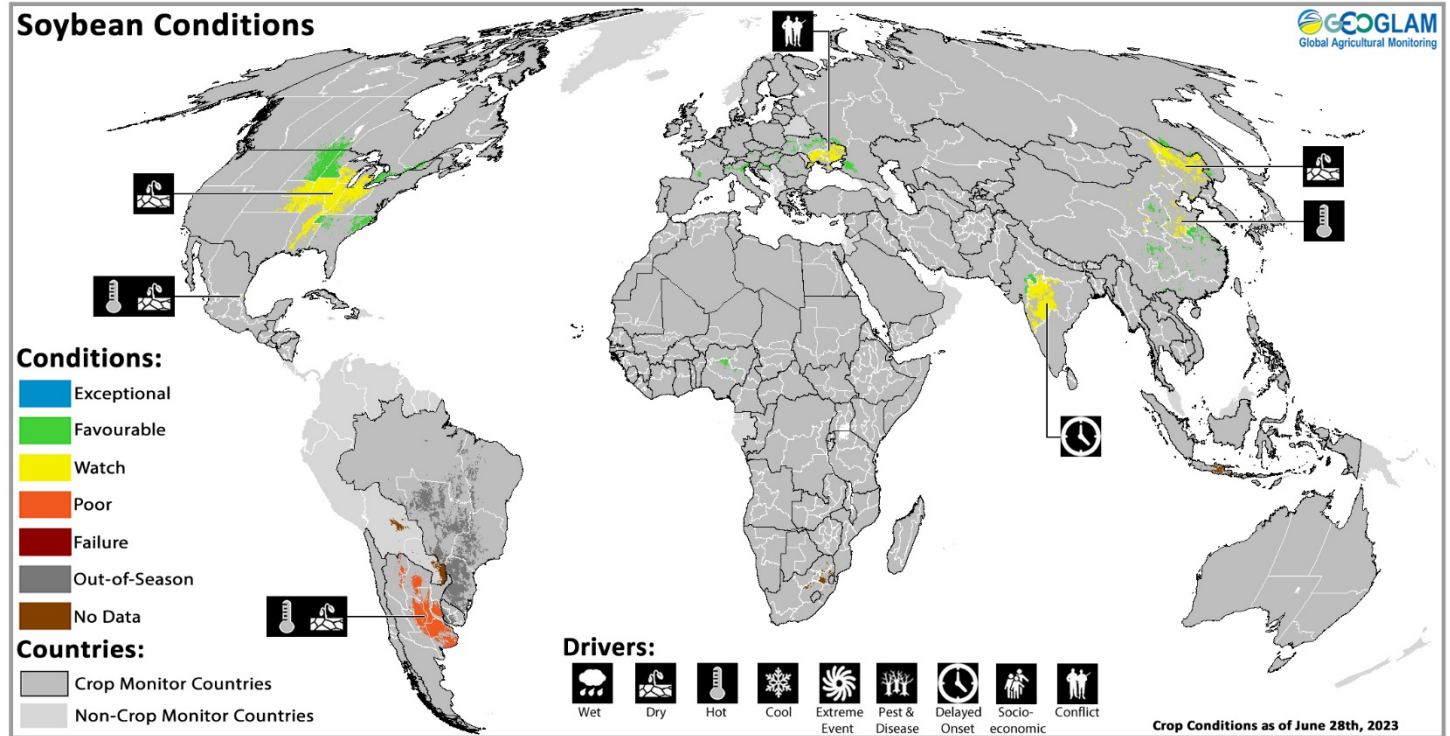 Soybean Conditions
GEOGLAM
Global Agricultural Monitoring
Conditions:
Exceptional
Favourable
Watch
Poor
Failure
Out-of-Season
No Data
Countries:
Crop Monitor Countries
Non-Crop Monitor Countries
Drivers:
Wet
Dry
Hot
Cool
Extreme
Event
Pest &
Disease
Delayed
Onset
Socio-
economic
Conflict
Crop Conditions as of June 28th, 2023